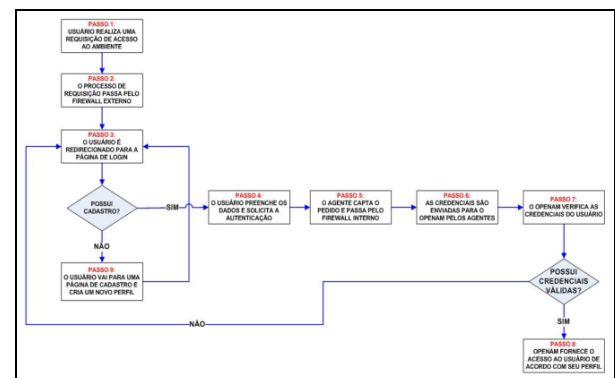 PASSO 1:
USUÁRIO REALIZA UMA
REQUISIÇÃO DE ACESSO
AO AMBIENTE
PASSO 2:
O PROCESSO DE
REQUISIÇÃO PASSA PELO
FIREWALL EXTERNO
PASSO 3:
O USUÁRIO É
REDIRECIONADO PARA A
PÁGINA DE LOGIN
POSSUI
CADASTRO?
SIM
PASSO 4:
O USUÁRIO PREENCHE OS
DADOS E SOLICITA A
AUTENTICAÇÃO
PASSO 5:
O AGENTE CAPTA O
PEDIDO E PASSA PELO
FIREWALL INTERNO
PASSO 6:
AS CREDENCIAIS SÃO
ENVIADAS PARA O
OPENAM PELOS AGENTES
PASSO 7:
O OPENAM VERIFICA AS
CREDENCIAIS DO USUÁRIO
NÃO
PASSO 9:
O USUÁRIO VAI PARA UMA
PÁGINA DE CADASTRO E
CRIA UM NOVO PERFIL
POSSUI
CREDENCIAIS
VÁLIDAS?
NÃO
SIM
PASSO 8:
OPENAM FORNECE O
ACESSO AO USUÁRIO DE
ACORDO COM SEU PERFIL